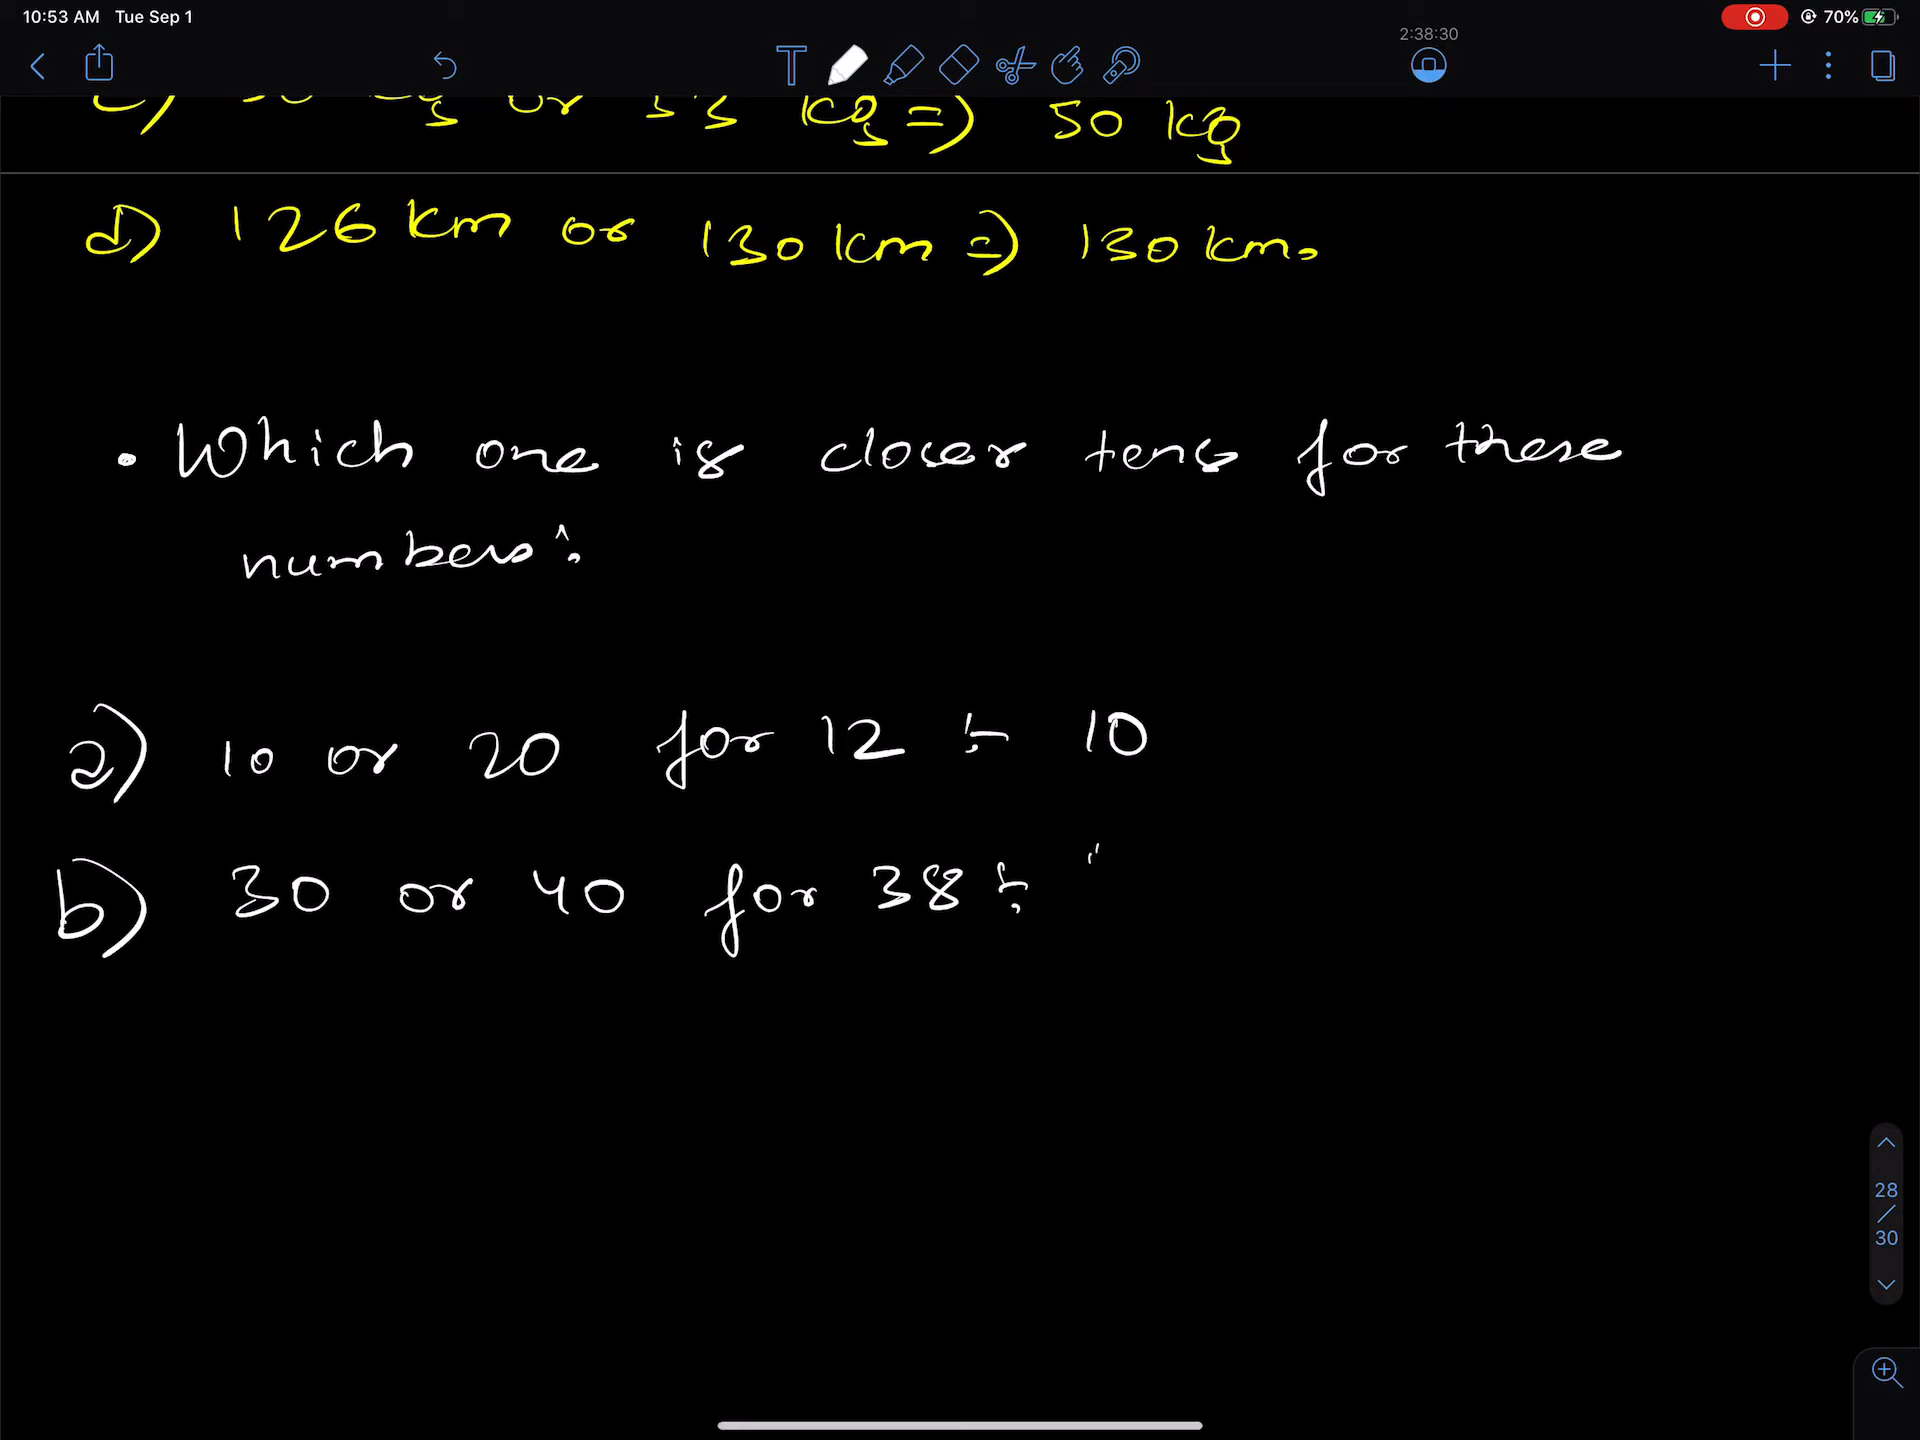 10:53 AM Tue Sep 1
70%
2:38:30
50 kg
d) 126 km or 130 km => 130 km.
• Which one is closer tens for these
numbers:
a) 10 or 20 for 12 :- 10
b) 30 or 40 for 38 :-
28
/
30